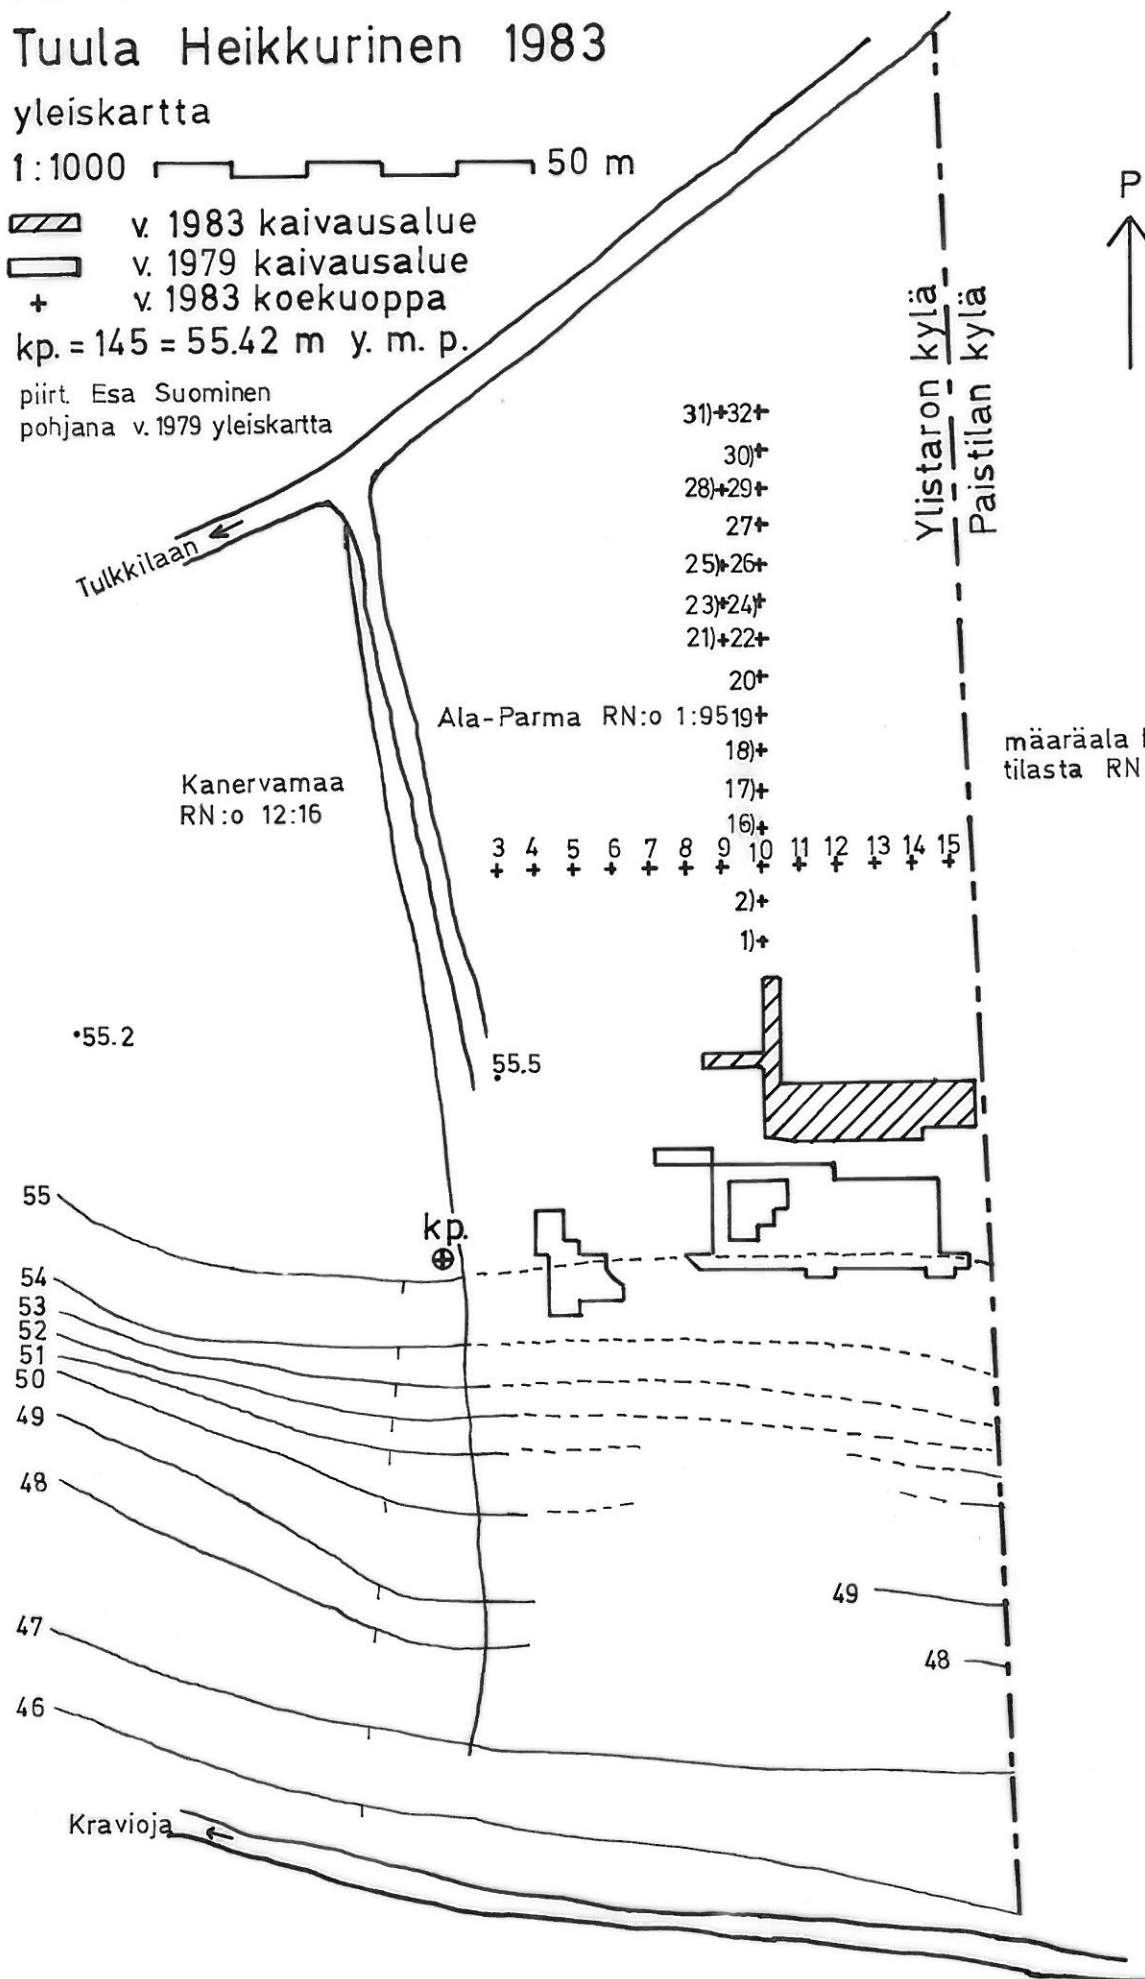 Tuula Heikkurinen 1983
yleiskartta
1:1000 50 m
v. 1983 kaivausalue
v. 1979 kaivausalue
+ v. 1983 koekuoppa
kp. = 145 = 55.42 m y. m. p.
piirt. Esa Suominen
pohjana v. 1979 yleiskartta
P
Ylistaron kylä
Paistilan kylä
Tulkkilaan
31)+32+
30)+
28)+29+
27+
25)+26+
23)+24)+
21)+22+
20+
Ala-Parma RN:o 1:95
19+
18)+
17)+
16)+
määräala
tilasta RN
Kanervamaa
RN:o 12:16
3 4 5 6 7 8 9 10 11 12 13 14 15
+ + + + + + + + + + + + +
2)+
1)+
55.2
55.5
kp.
55
54
53
52
51
50
49
48
47
46
49
48
Kravioja